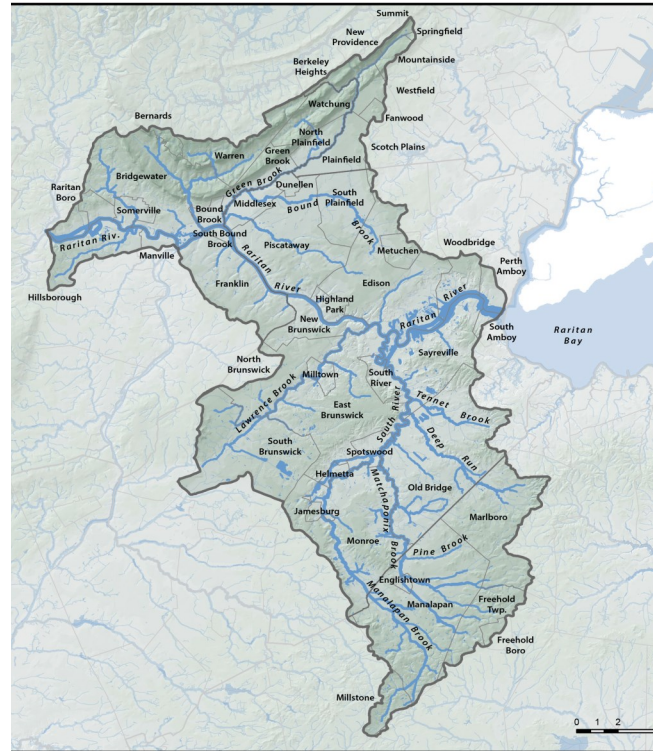 Summit
New
Providence
Springfield
Berkeley
Heights
Mountainside
Westfield
Watchung
Fanwood
Bernards
North
Plainfield
Scotch Plains
Warren
Green
Brook
Plainfield
Bridgewater
Green Brook
Dunellen
Raritan
Boro
South
Plainfield
Somerville
Bound
Brook
Middlesex
Bound
Brook
Raritan Riv.
South Bound
Brook
Piscataway
Metuchen
Woodbridge
Manville
Raritan
River
Perth
Amboy
Edison
Franklin
Hillsborough
Highland
Park
Raritan River
New
Brunswick
South
Amboy
Raritan
Bay
Sayreville
North
Brunswick
Milltown
South
River
Lawrence Brook
Tennet
Brook
East
Brunswick
South River
Deep
Run
South
Brunswick
Spotswood
Helmetta
Matchaponix
Brook
Old Bridge
Jamesburg
Marlboro
Monroe
Pine Brook
Englishtown
Manalapan Brook
Manalapan
Freehold
Twp.
Freehold
Boro
Millstone
0 1 2